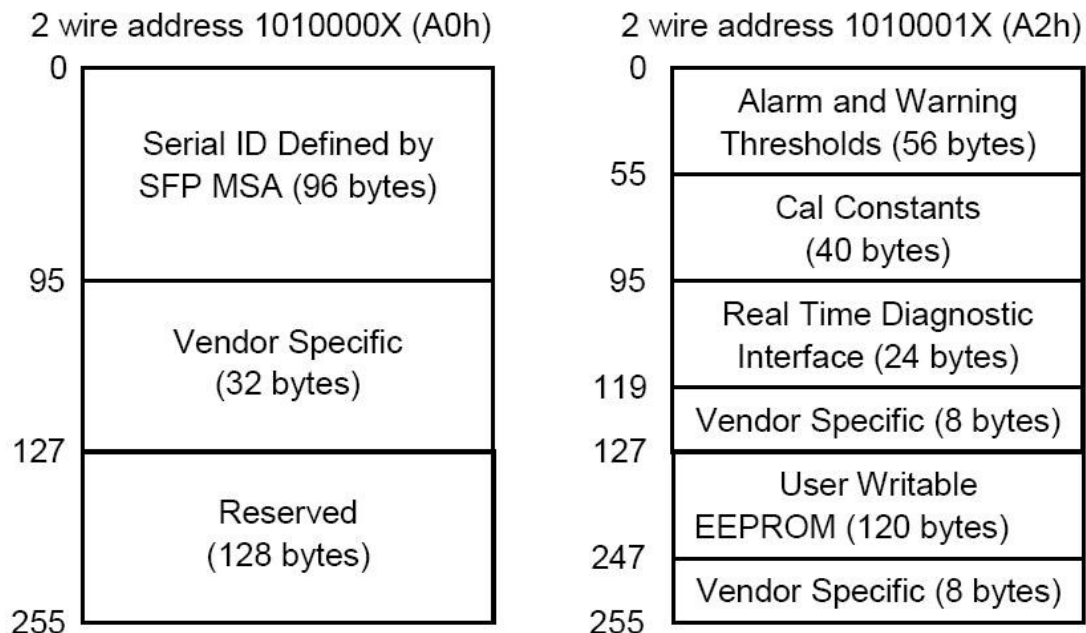 2 wire address 1010000X (A0h)
0
Serial ID Defined by
SFP MSA (96 bytes)
95
Vendor Specific
(32 bytes)
127
Reserved
(128 bytes)
255
2 wire address 1010001X (A2h)
0
Alarm and Warning
Thresholds (56 bytes)
55
Cal Constants
(40 bytes)
95
Real Time Diagnostic
Interface (24 bytes)
119
Vendor Specific (8 bytes)
127
User Writable
EEPROM (120 bytes)
247
Vendor Specific (8 bytes)
255